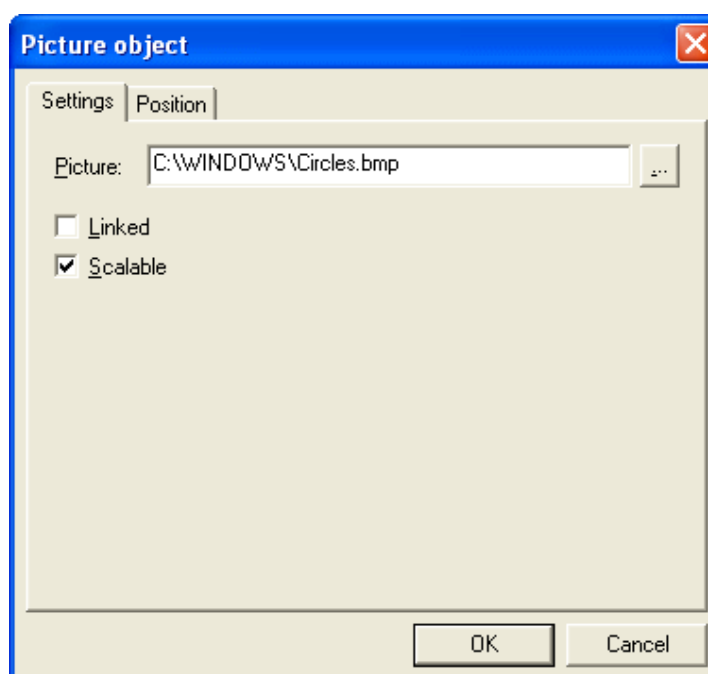 Picture object
Settings Position
Picture: C:\WINDOWS\Circles.bmp ...
Linked
Scalable
OK Cancel